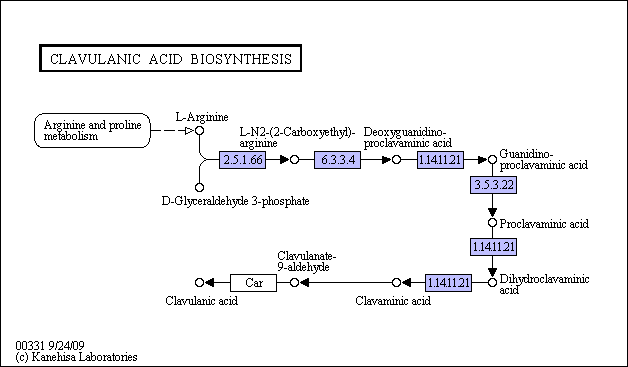 CLAVULANIC ACID BIOSYNTHESIS
Arginine and proline
metabolism
L-Arginine
L-N2-(2-Carboxyethyl)-
arginine
Deoxyguanidino-
proclavaminic acid
2.5.1.66
6.3.3.4
1.14.11.21
Guanidino-
proclavaminic acid
3.5.3.22
D-Glyceraldehyde 3-phosphate
Proclavaminic acid
1.14.11.21
Clavulanate-
9-aldehyde
Car
1.14.11.21
Dihydroclavaminic
acid
Clavulanic acid
Clavaminic acid
00331 9/24/09
(c) Kanehisa Laboratories